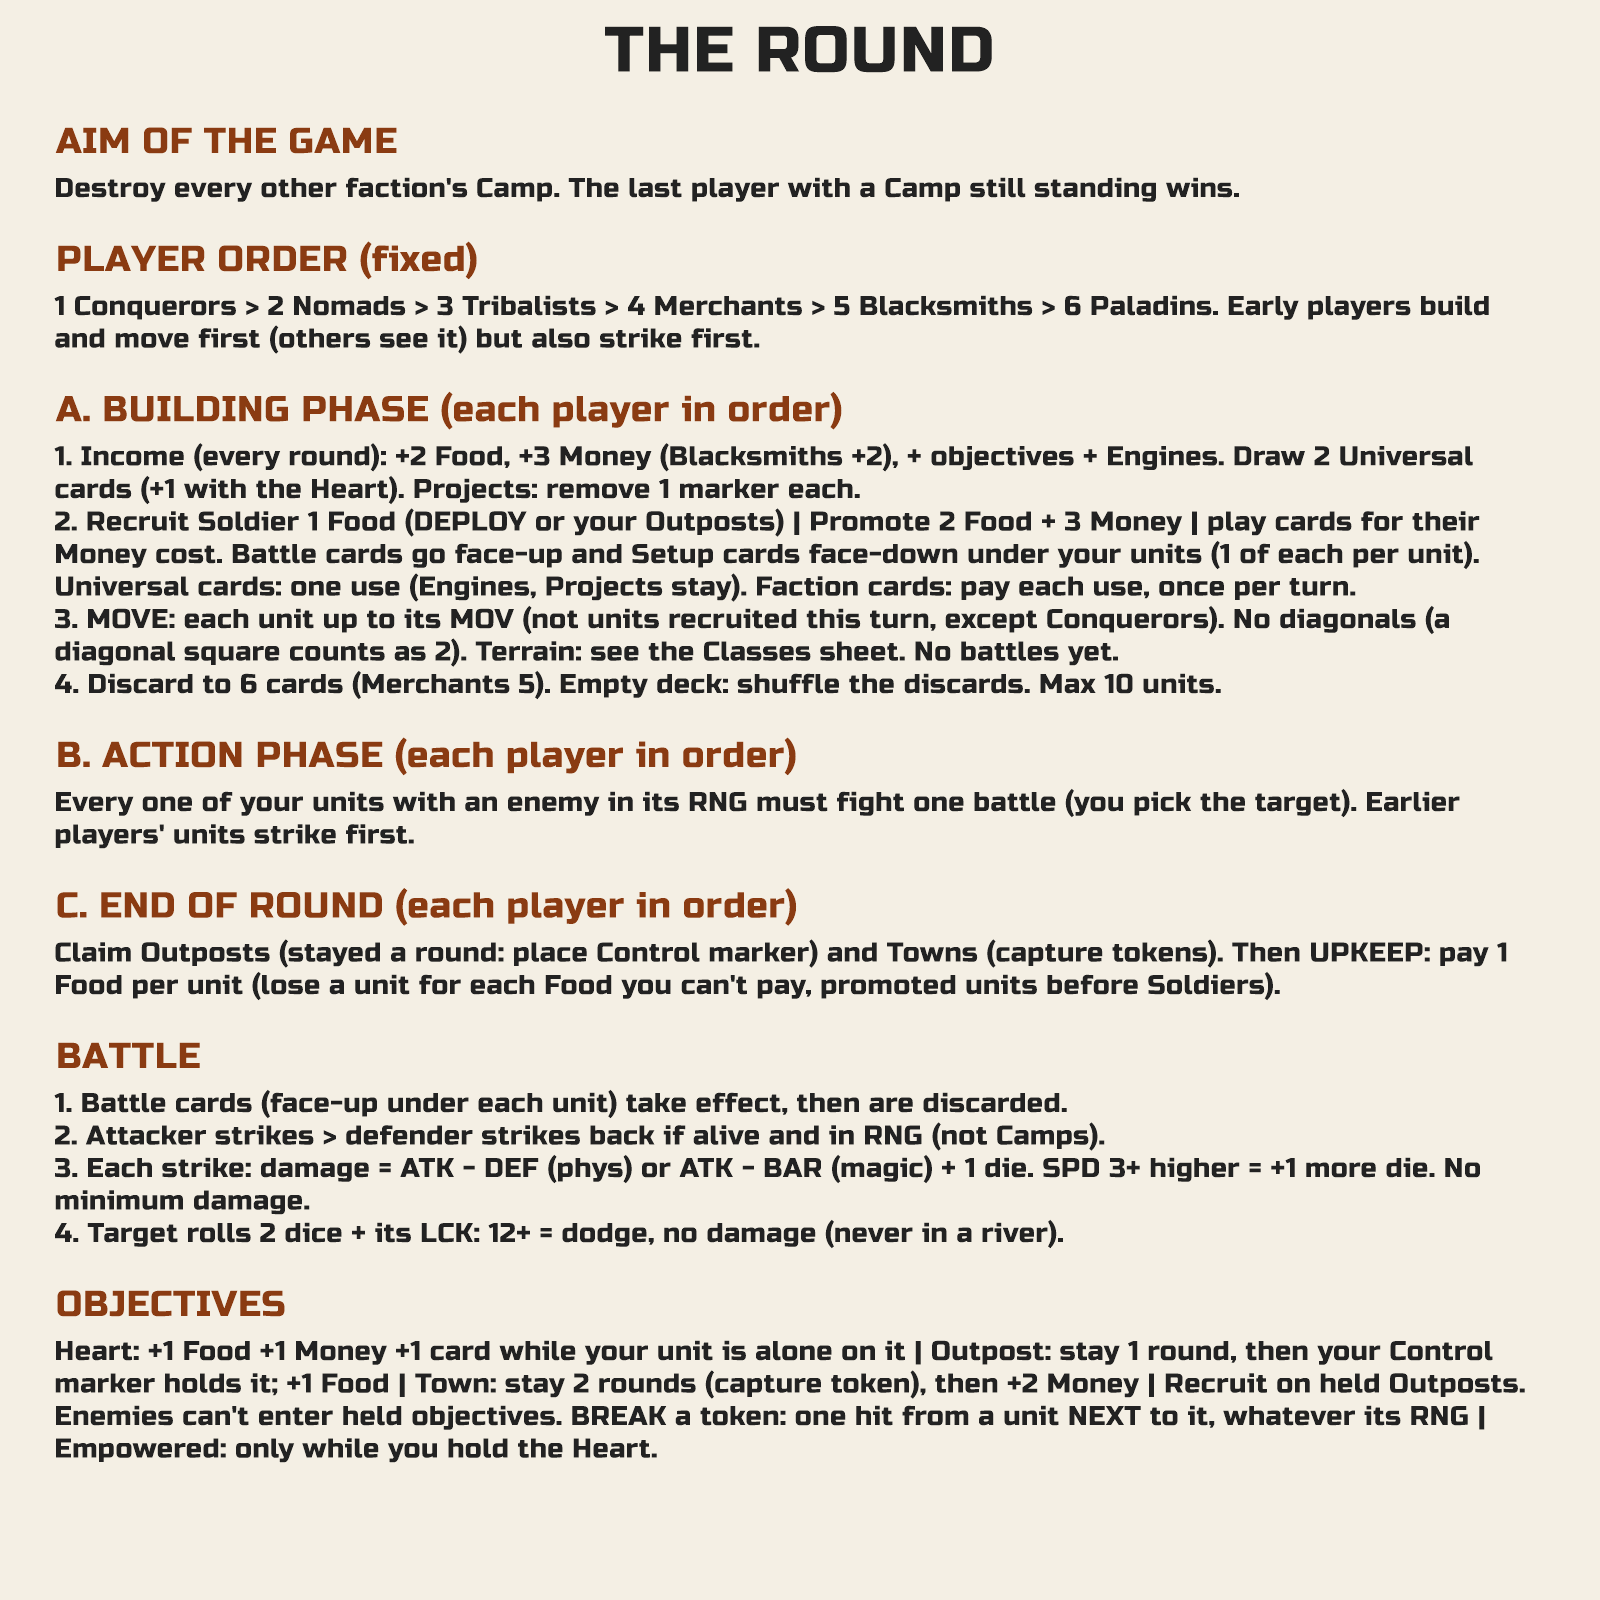 THE ROUND
AIM OF THE GAME
Destroy every other faction's Camp. The last player with a Camp still standing wins.
PLAYER ORDER (fixed)
1 Conquerors > 2 Nomads > 3 Tribalists > 4 Merchants > 5 Blacksmiths > 6 Paladins. Early players build
and move first (others see it) but also strike first.
A. BUILDING PHASE (each player in order)
1. Income (every round): +2 Food, +3 Money (Blacksmiths +2), + objectives + Engines. Draw 2 Universal
cards (+1 with the Heart). Projects: remove 1 marker each.
2. Recruit Soldier 1 Food (DEPLOY or your Outposts) | Promote 2 Food + 3 Money | play cards for their
Money cost. Battle cards go face-up and Setup cards face-down under your units (1 of each per unit).
Universal cards: one use (Engines, Projects stay). Faction cards: pay each use, once per turn.
3. MOVE: each unit up to its MOV (not units recruited this turn, except Conquerors). No diagonals (a
diagonal square counts as 2). Terrain: see the Classes sheet. No battles yet.
4. Discard to 6 cards (Merchants 5). Empty deck: shuffle the discards. Max 10 units.
B. ACTION PHASE (each player in order)
Every one of your units with an enemy in its RNG must fight one battle (you pick the target). Earlier
players' units strike first.
C. END OF ROUND (each player in order)
Claim Outposts (stayed a round: place Control marker) and Towns (capture tokens). Then UPKEEP: pay 1
Food per unit (lose a unit for each Food you can't pay, promoted units before Soldiers).
BATTLE
1. Battle cards (face-up under each unit) take effect, then are discarded.
2. Attacker strikes > defender strikes back if alive and in RNG (not Camps).
3. Each strike: damage = ATK - DEF (phys) or ATK - BAR (magic) + 1 die. SPD 3+ higher = +1 more die. No
minimum damage.
4. Target rolls 2 dice + its LCK: 12+ = dodge, no damage (never in a river).
OBJECTIVES
Heart: +1 Food +1 Money +1 card while your unit is alone on it | Outpost: stay 1 round, then your Control
marker holds it; +1 Food | Town: stay 2 rounds (capture token), then +2 Money | Recruit on held Outposts.
Enemies can't enter held objectives. BREAK a token: one hit from a unit NEXT to it, whatever its RNG |
Empowered: only while you hold the Heart.